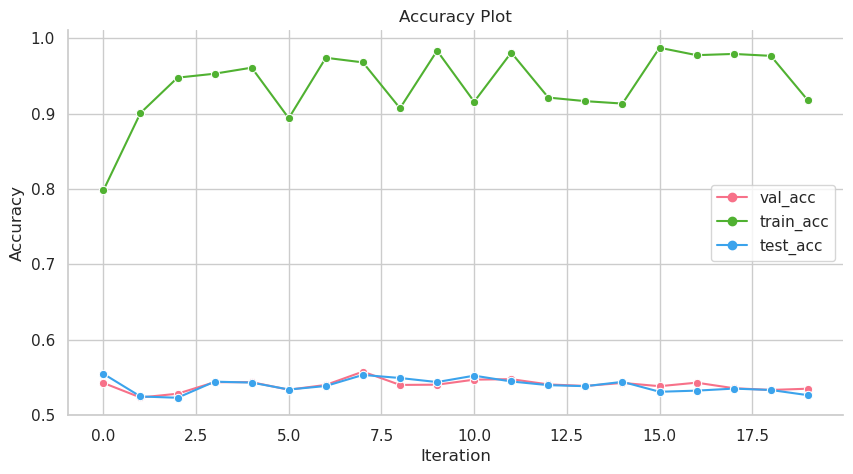 Accuracy Plot
1.0
0.9
0.8
0.7
0.6
0.5
Accuracy
val_acc
train_acc
test_acc
0.0 2.5 5.0 7.5 10.0 12.5 15.0 17.5
Iteration